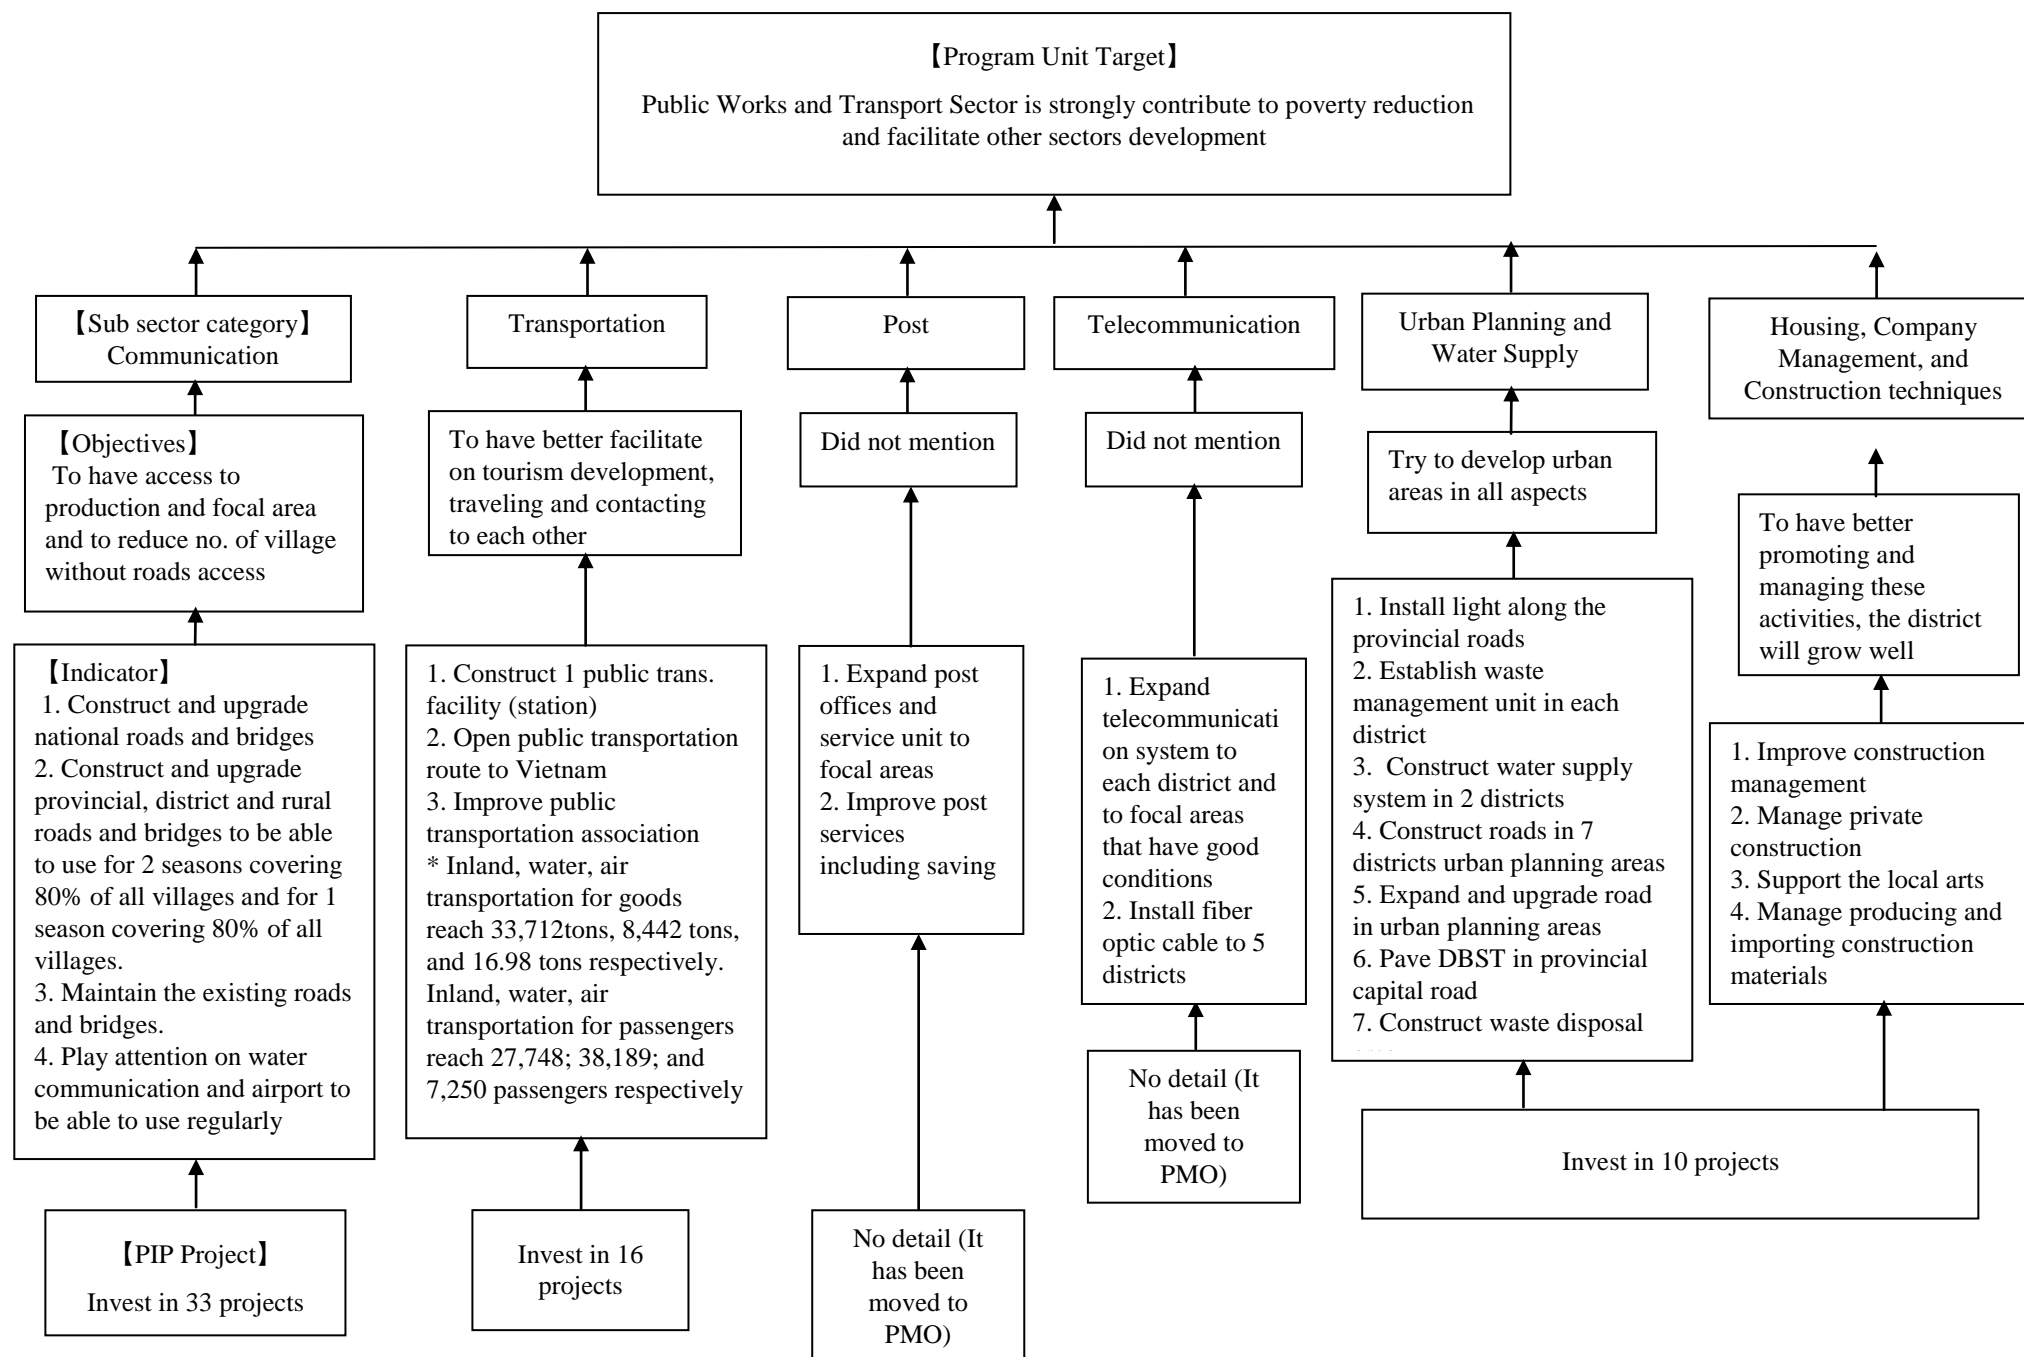 【Program Unit Target】
Public Works and Transport Sector is strongly contribute to poverty reduction
and facilitate other sectors development
【Sub sector category】
Communication
Transportation
Post
Telecommunication
Urban Planning and
Water Supply
Housing, Company
Management, and
Construction techniques
【Objectives】
To have access to
production and focal area
and to reduce no. of village
without roads access
To have better facilitate
on tourism development,
traveling and contacting
to each other
Did not mention
Did not mention
Try to develop urban
areas in all aspects
To have better
promoting and
managing these
activities, the district
will grow well
【Indicator】
1. Construct and upgrade
national roads and bridges
2. Construct and upgrade
provincial, district and rural
roads and bridges to be able
to use for 2 seasons covering
80% of all villages and for 1
season covering 80% of all
villages.
3. Maintain the existing roads
and bridges.
4. Play attention on water
communication and airport to
be able to use regularly
1. Construct 1 public trans.
facility (station)
2. Open public transportation
route to Vietnam
3. Improve public
transportation association
* Inland, water, air
transportation for goods
reach 33,712tons, 8,442 tons,
and 16.98 tons respectively.
Inland, water, air
transportation for passengers
reach 27,748; 38,189; and
7,250 passengers respectively
1. Expand post
offices and
service unit to
focal areas
2. Improve post
services
including saving
1. Expand
telecommunicati
on system to
each district and
to focal areas
that have good
conditions
2. Install fiber
optic cable to 5
districts
1. Install light along the
provincial roads
2. Establish waste
management unit in each
district
3.  Construct water supply
system in 2 districts
4. Construct roads in 7
districts urban planning areas
5. Expand and upgrade road
in urban planning areas
6. Pave DBST in provincial
capital road
7. Construct waste disposal
1. Improve construction
management
2. Manage private
construction
3. Support the local arts
4. Manage producing and
importing construction
materials
【PIP Project】
Invest in 33 projects
Invest in 16
projects
No detail (It
has been
moved to
PMO)
No detail (It
has been
moved to
PMO)
Invest in 10 projects